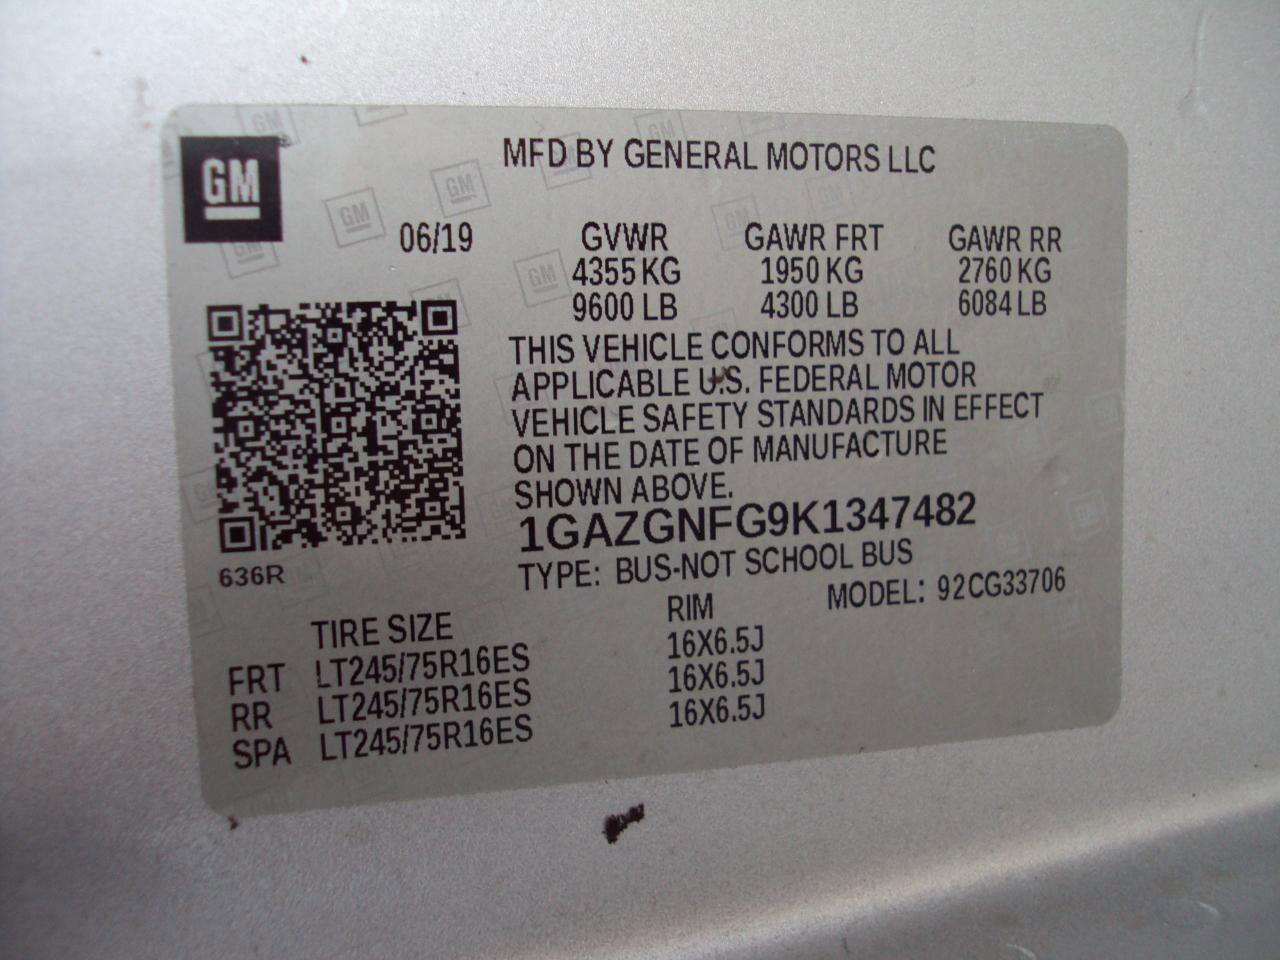 GM
MFD BY GENERAL MOTORS LLC
06/19 GVWR GAWR FRT GAWR RR
4355 KG 1950 KG 2760 KG
9600 LB 4300 LB 6084 LB
THIS VEHICLE CONFORMS TO ALL
APPLICABLE U.S. FEDERAL MOTOR
VEHICLE SAFETY STANDARDS IN EFFECT
ON THE DATE OF MANUFACTURE
SHOWN ABOVE.
1GAZGNFG9K1347482
636R
TYPE: BUS-NOT SCHOOL BUS
MODEL: 92CG33706
TIRE SIZE RIM
FRT LT245/75R16ES 16X6.5J
RR LT245/75R16ES 16X6.5J
SPA LT245/75R16ES 16X6.5J